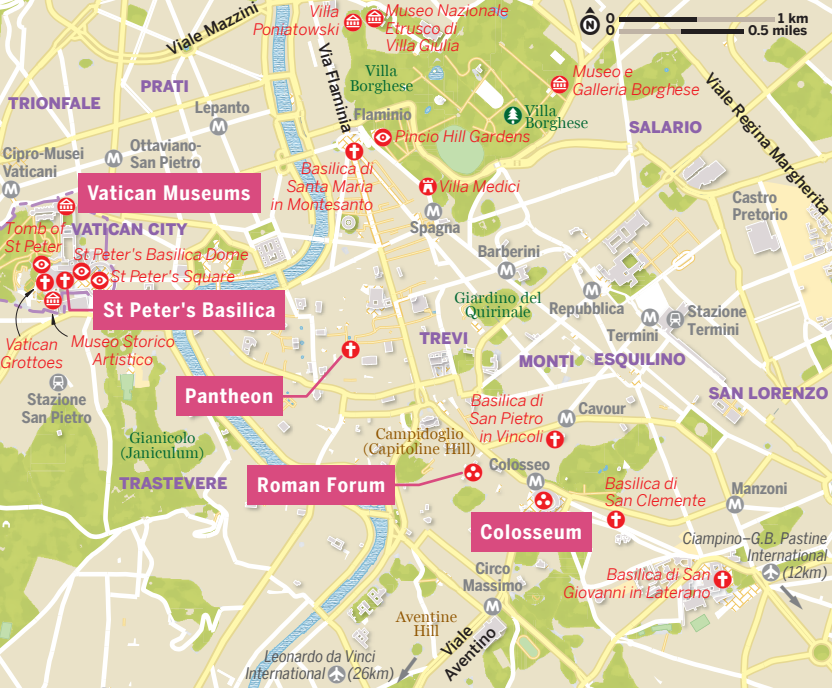 Viale Mazzini
Villa
Poniatowski
Museo Nazionale
Etrusco di
Villa Giulia
N
0
1 km
0
0.5 miles
Via Flaminia
Villa
Borghese
Museo e
Galleria Borghese
Viale Regina Margherita
TRIONFALE
PRATI
Lepanto
M
Flaminio
Villa
Borghese
SALARIO
Pincio Hill Gardens
Cipro-Musei
Vaticani
M
Ottaviano-
San Pietro
M
Basilica di
Santa Maria
in Montesanto
Villa Medici
M
Spagna
Castro
Pretorio
Vatican Museums
Tomb of
St Peter
VATICAN CITY
St Peter's Basilica Dome
St Peter's Square
Barberini
M
St Peter's Basilica
Giardino del
Quirinale
M
Repubblica
M
Termini
Stazione
Termini
Vatican
Grottoes
Museo Storico
Artistico
TREVI
MONTI
ESQUILINO
Stazione
San Pietro
Pantheon
SAN LORENZO
Basilica di
San Pietro
in Vincoli
M
Cavour
Gianicolo
(Janiculum)
Campidoglio
(Capitoline Hill)
TRASTEVERE
Roman Forum
Colosseo
M
Basilica di
San Clemente
Manzoni
M
Colosseum
Ciampino–G.B. Pastine
International
(12km)
Circo
Massimo
M
Basilica di San
Giovanni in Laterano
Aventine
Hill
Viale
Aventino
Leonardo da Vinci
International
(26km)